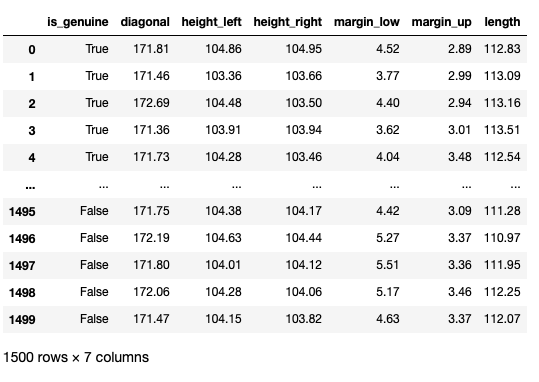 is_genuine diagonal height_left height_right margin_low margin_up length
0 True 171.81 104.86 104.95 4.52 2.89 112.83
1 True 171.46 103.36 103.66 3.77 2.99 113.09
2 True 172.69 104.48 103.50 4.40 2.94 113.16
3 True 171.36 103.91 103.94 3.62 3.01 113.51
4 True 171.73 104.28 103.46 4.04 3.48 112.54
... ... ... ... ... ... ... ...
1495 False 171.75 104.38 104.17 4.42 3.09 111.28
1496 False 172.19 104.63 104.44 5.27 3.37 110.97
1497 False 171.80 104.01 104.12 5.51 3.36 111.95
1498 False 172.06 104.28 104.06 5.17 3.46 112.25
1499 False 171.47 104.15 103.82 4.63 3.37 112.07
1500 rows × 7 columns